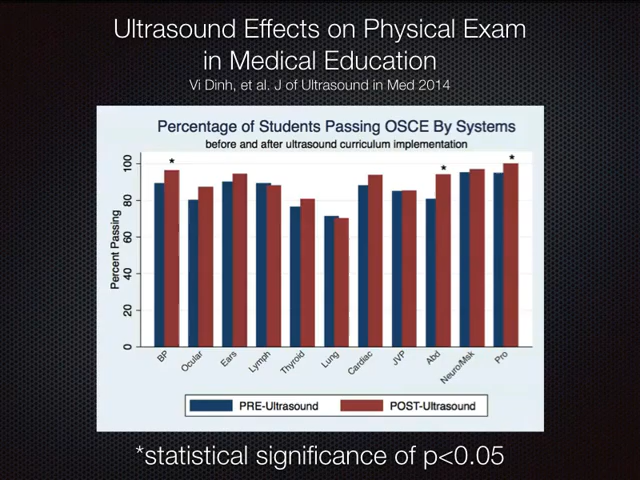 Ultrasound Effects on Physical Exam
in Medical Education
Vi Dinh, et al. J of Ultrasound in Med 2014
Percentage of Students Passing OSCE By Systems
before and after ultrasound curriculum implementation
Percent Passing
100
80
60
40
20
0
* * *
BP Ocular Ears Lymph Thyroid Lung Cardiac JVP Abd Neuro/Msk Pro
PRE-Ultrasound POST-Ultrasound
*statistical significance of p<0.05